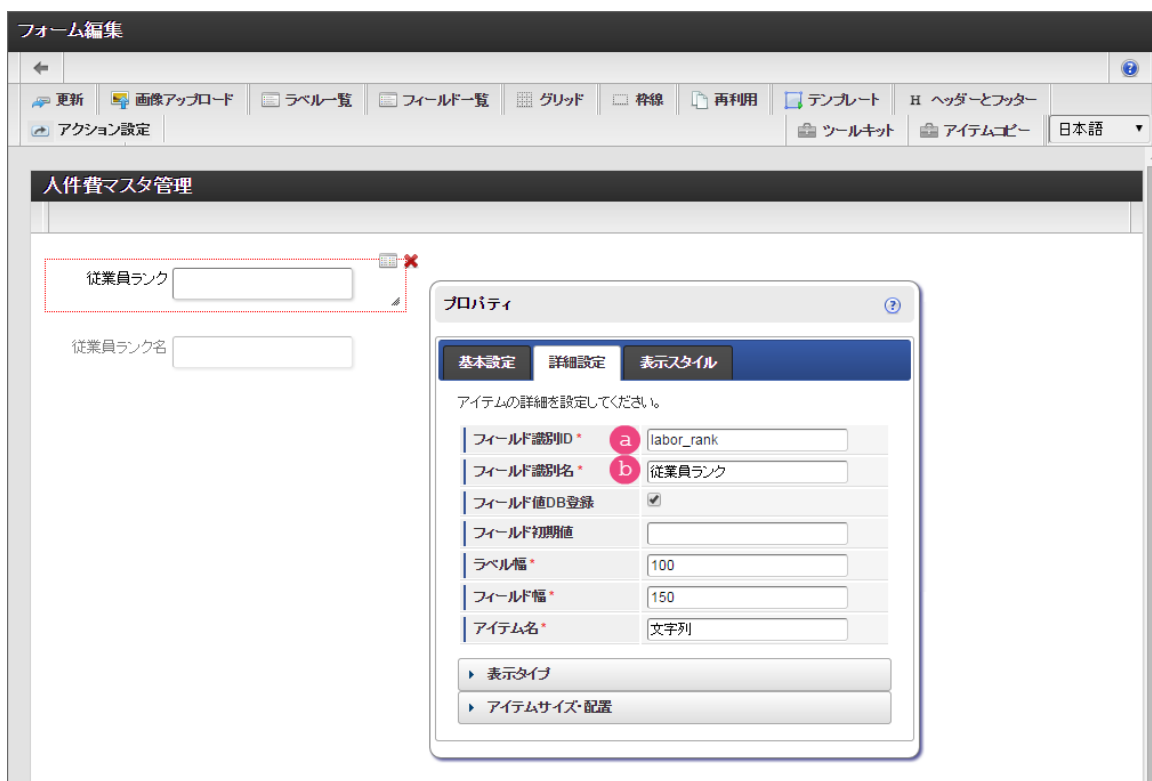 フォーム編集
更新 画像アップロード ラベル一覧 フィールド一覧 グリッド 枠線 再利用 テンプレート H ヘッダーとフッター
アクション設定 ツールキット アイテムコピー 日本語
人件費マスタ管理
従業員ランク
従業員ランク名
プロパティ
基本設定 詳細設定 表示スタイル
アイテムの詳細を設定してください。
フィールド識別ID* a labor_rank
フィールド識別名* b 従業員ランク
フィールド値DB登録
フィールド初期値
ラベル幅* 100
フィールド幅* 150
アイテム名* 文字列
表示タイプ
アイテムサイズ・配置